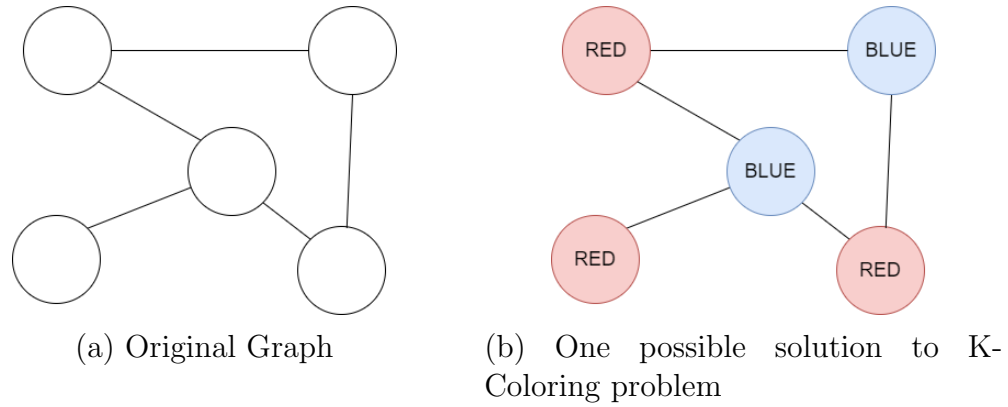 RED
BLUE
BLUE
RED
RED
(a) Original Graph
(b) One possible solution to K-
Coloring problem